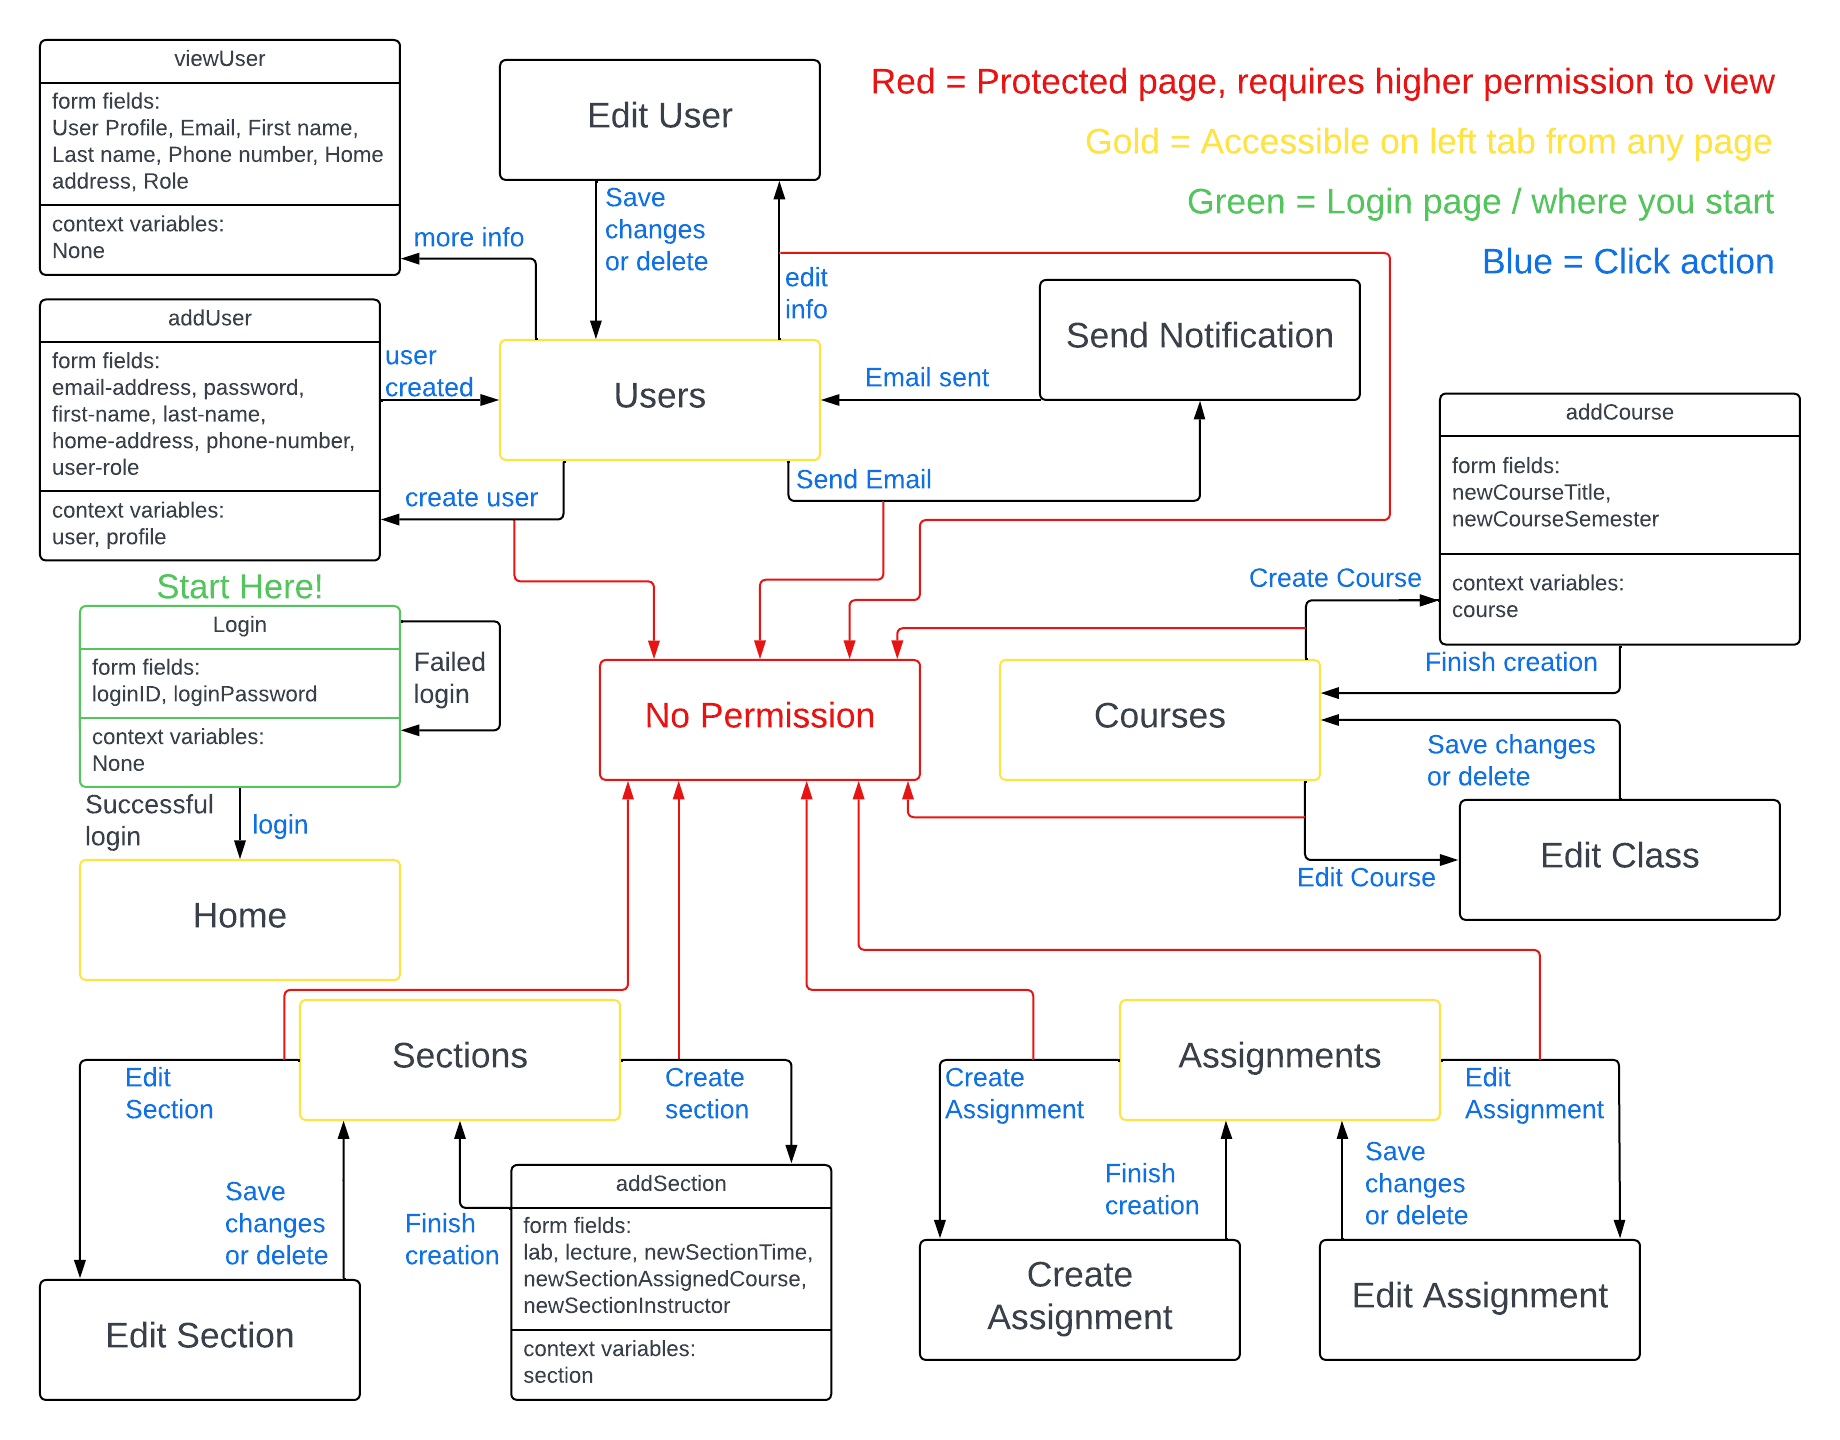 viewUser
form fields:
User Profile, Email, First name,
Last name, Phone number, Home
address, Role
context variables:
None
Edit User
Red = Protected page, requires higher permission to view
Gold = Accessible on left tab from any page
Green = Login page / where you start
Blue = Click action
more info
Save
changes
or delete
edit
info
addUser
form fields:
email-address, password,
first-name, last-name,
home-address, phone-number,
user-role
context variables:
user, profile
user
created
Users
Email sent
Send Notification
create user
Send Email
addCourse
form fields:
newCourseTitle,
newCourseSemester
context variables:
course
Start Here!
Login
form fields:
loginID, loginPassword
context variables:
None
Failed
login
Successful
login
login
Home
No Permission
Courses
Create Course
Finish creation
Save changes
or delete
Edit Course
Edit Class
Sections
Edit
Section
Create
section
Save
changes
or delete
Finish
creation
Edit Section
addSection
form fields:
lab, lecture, newSectionTime,
newSectionAssignedCourse,
newSectionInstructor
context variables:
section
Assignments
Create
Assignment
Edit
Assignment
Finish
creation
Save
changes
or delete
Create
Assignment
Edit Assignment